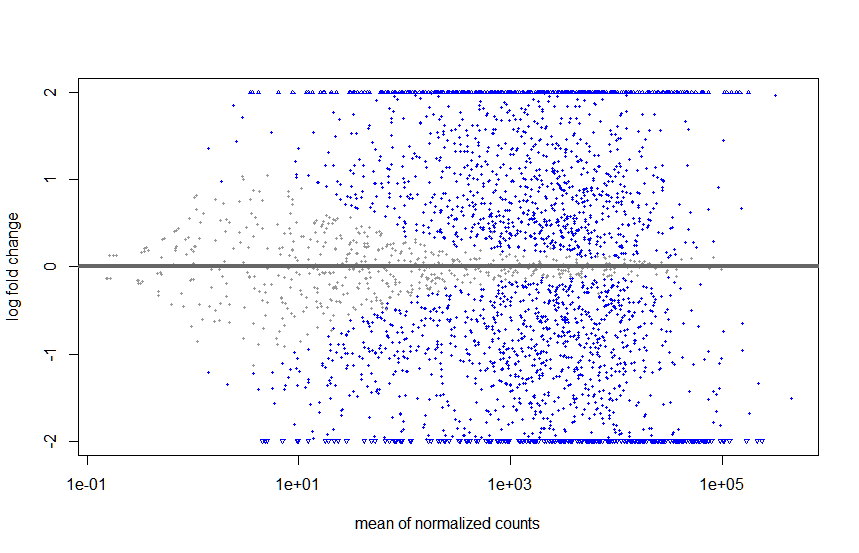 2
1
0
-1
-2
log fold change
1e-01
1e+01
1e+03
1e+05
mean of normalized counts